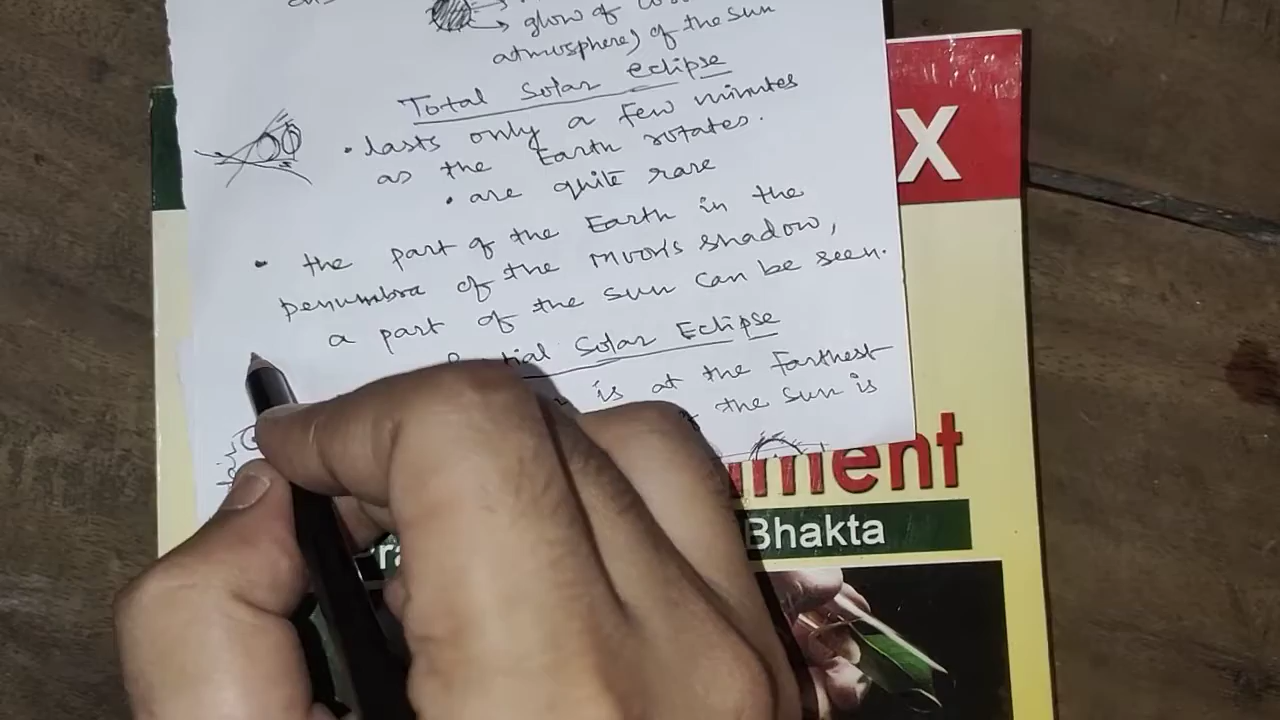 glow of
atmosphere) of the sun
Total Solar eclipse
• lasts only a few minutes
as the Earth rotates.
• are quite rare
• the part of the Earth in the
penumbra of the moon's shadow,
a part of the sun can be seen.
Solar Eclipse
is at the farthest
the sun is
X
Bhakta